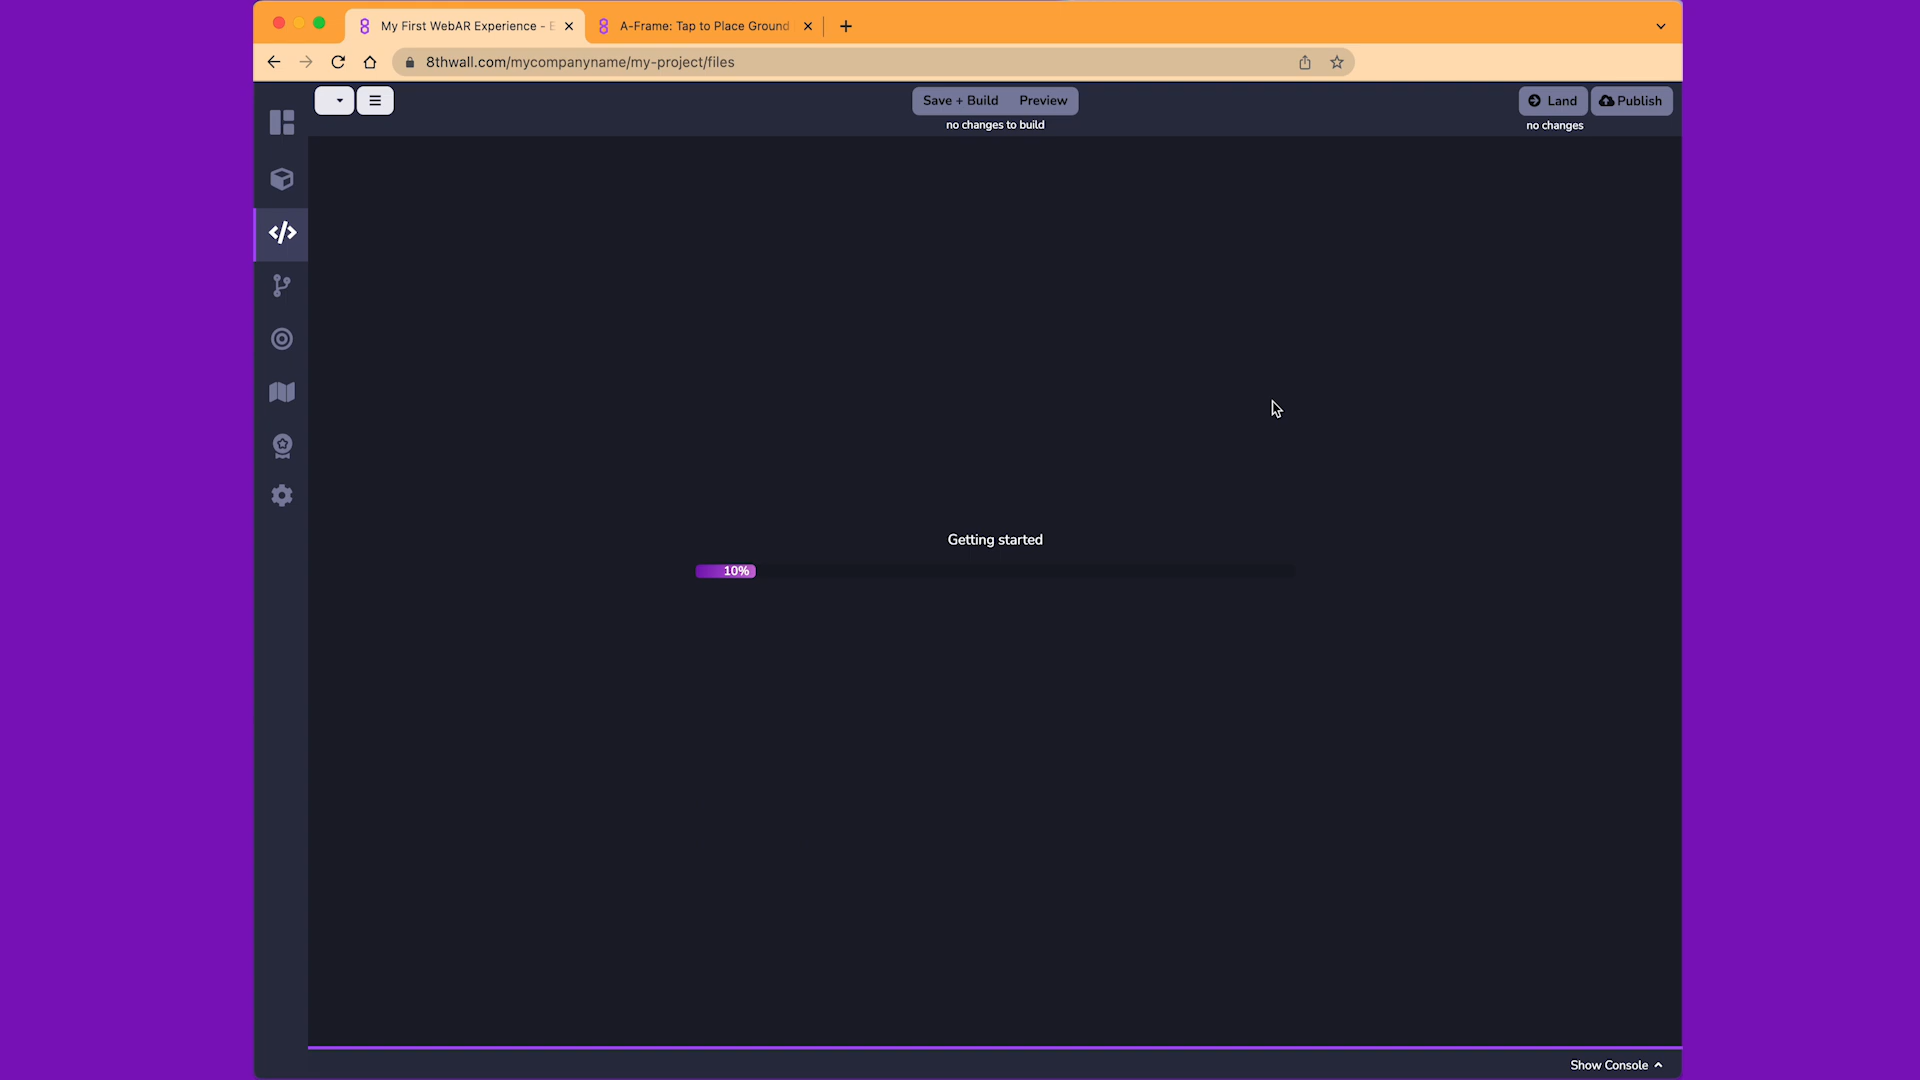 My First WebAR Experience - E
A-Frame: Tap to Place Ground
8thwall.com/mycompanyname/my-project/files
Save + Build Preview
no changes to build
Land Publish
no changes
Getting started
10%
Show Console